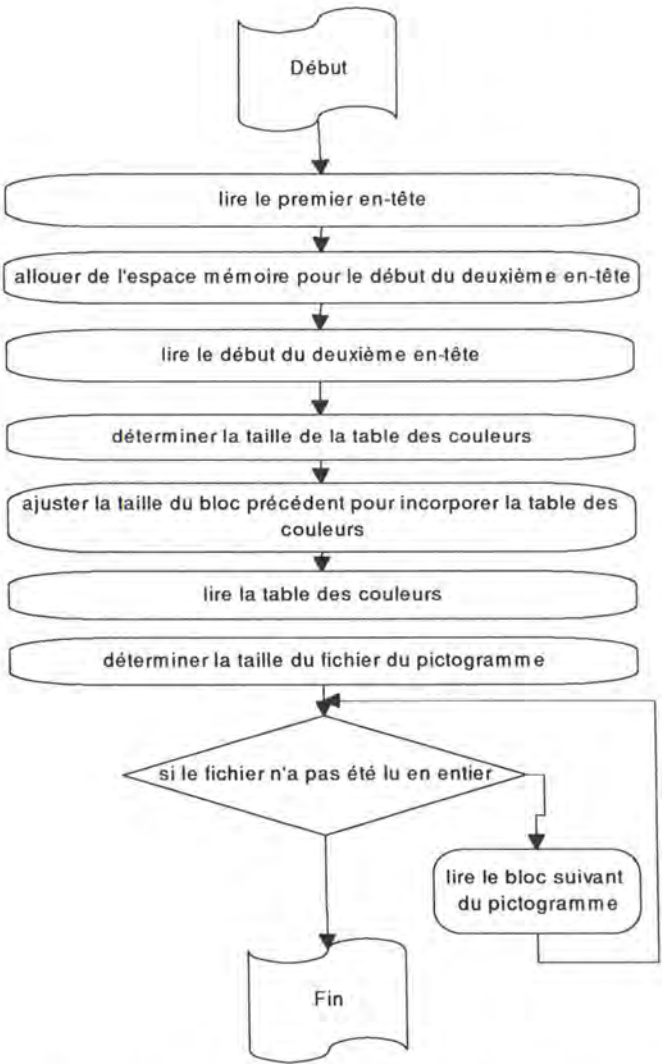 Début
lire le premier en-tête
allouer de l'espace mémoire pour le début du deuxième en-tête
lire le début du deuxième en-tête
déterminer la taille de la table des couleurs
ajuster la taille du bloc précédent pour incorporer la table des
couleurs
lire la table des couleurs
déterminer la taille du fichier du pictogramme
si le fichier n'a pas été lu en entier
lire le bloc suivant
du pictogramme
Fin